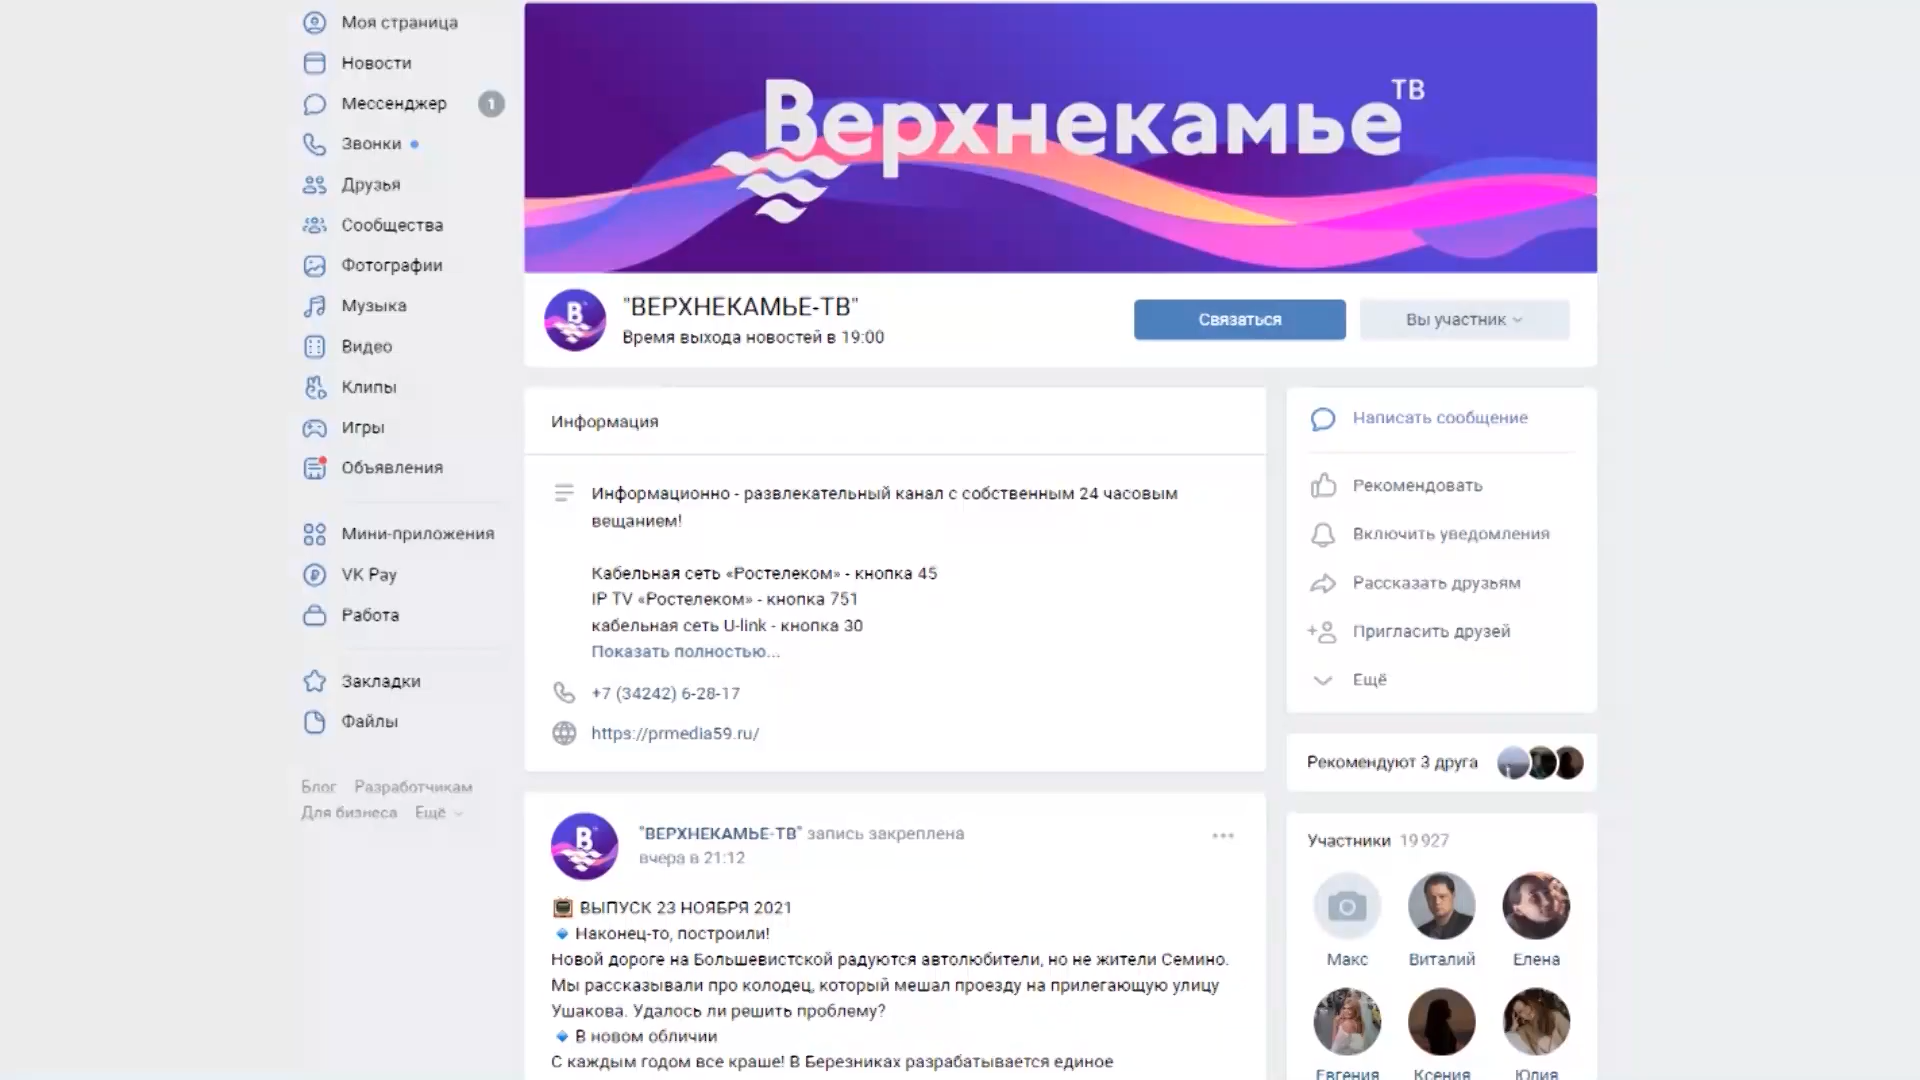 Моя страница
Новости
Мессенджер 1
Звонки
Друзья
Сообщества
Фотографии
Музыка
Видео
Клипы
Игры
Объявления
Мини-приложения
VK Pay
Работа
Закладки
Файлы
Блог Разработчикам
Для бизнеса Ещё
Верхнекамье ТВ
"ВЕРХНЕКАМЬЕ-ТВ"
Время выхода новостей в 19:00
Связаться
Вы участник
Информация
Информационно - развлекательный канал с собственным 24 часовым
вещанием!
Кабельная сеть «Ростелеком» - кнопка 45
IP TV «Ростелеком» - кнопка 751
кабельная сеть U-link - кнопка 30
Показать полностью...
+7 (34242) 6-28-17
https://prmedia59.ru/
"ВЕРХНЕКАМЬЕ-ТВ" запись закреплена
вчера в 21:12
ВЫПУСК 23 НОЯБРЯ 2021
Наконец-то, построили!
Новой дороге на Большевистской радуются автолюбители, но не жители Семино.
Мы рассказывали про колодец, который мешал проезду на прилегающую улицу
Ушакова. Удалось ли решить проблему?
В новом обличии
С каждым годом все краше! В Березниках разрабатывается единое
Написать сообщение
Рекомендовать
Включить уведомления
Рассказать друзьям
Пригласить друзей
Ещё
Рекомендуют 3 друга
Участники 19 927
Макс
Виталий
Елена
Евгения
Ксения
Юлия